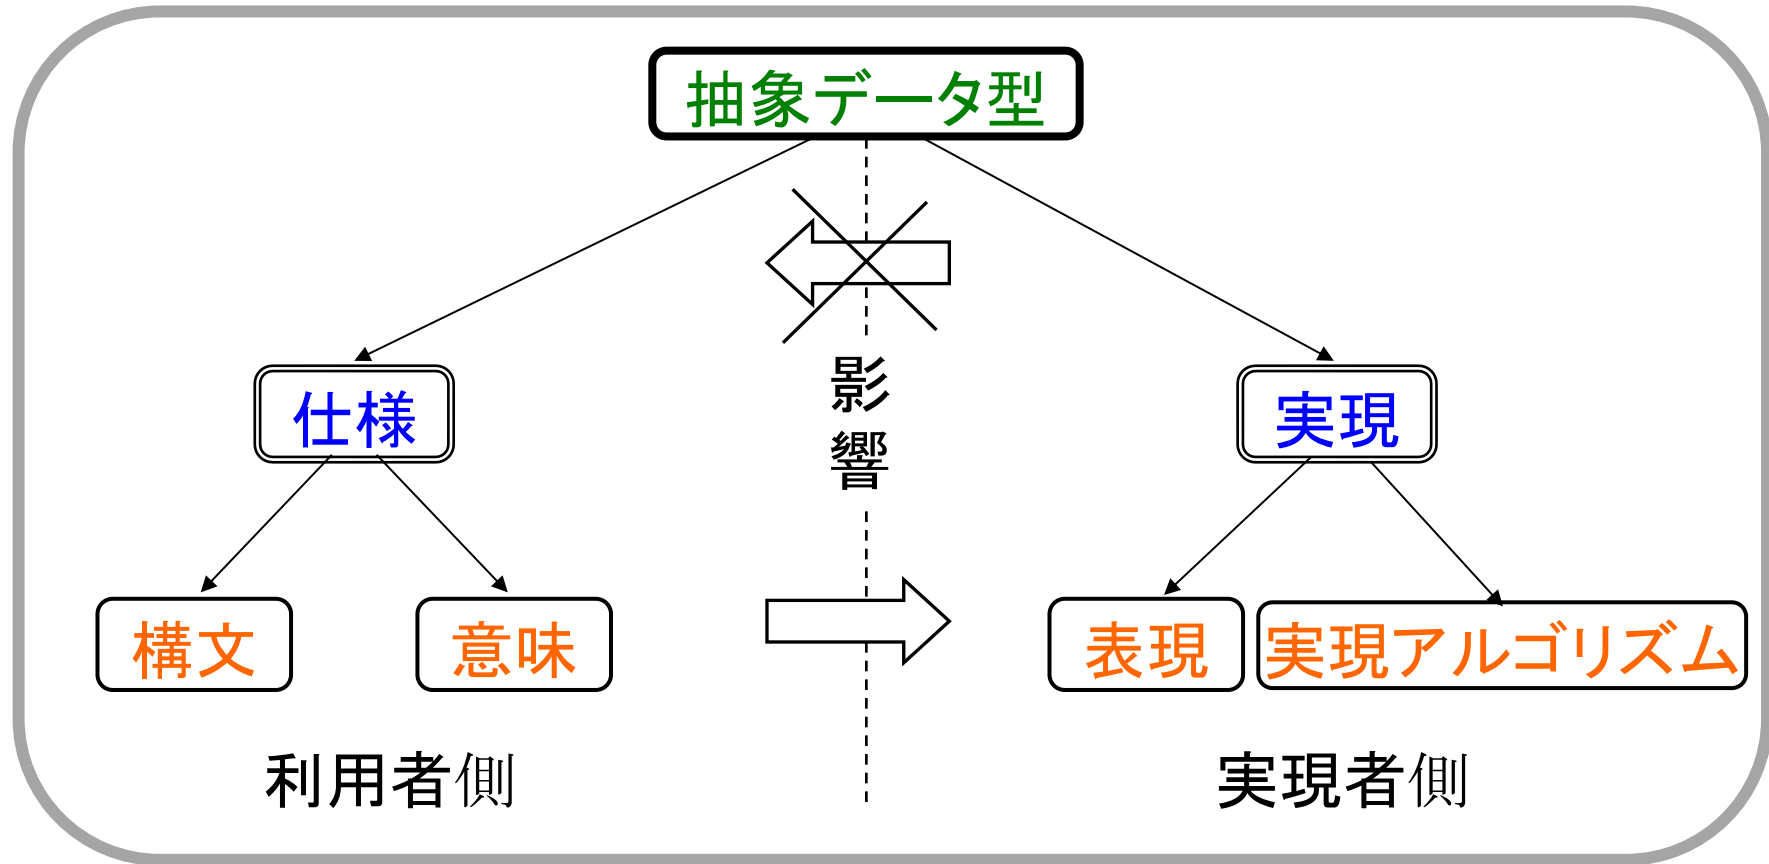 抽象データ型
仕様
実現
影
響
構文
意味
表現
実現アルゴリズム
利用者側
実現者側